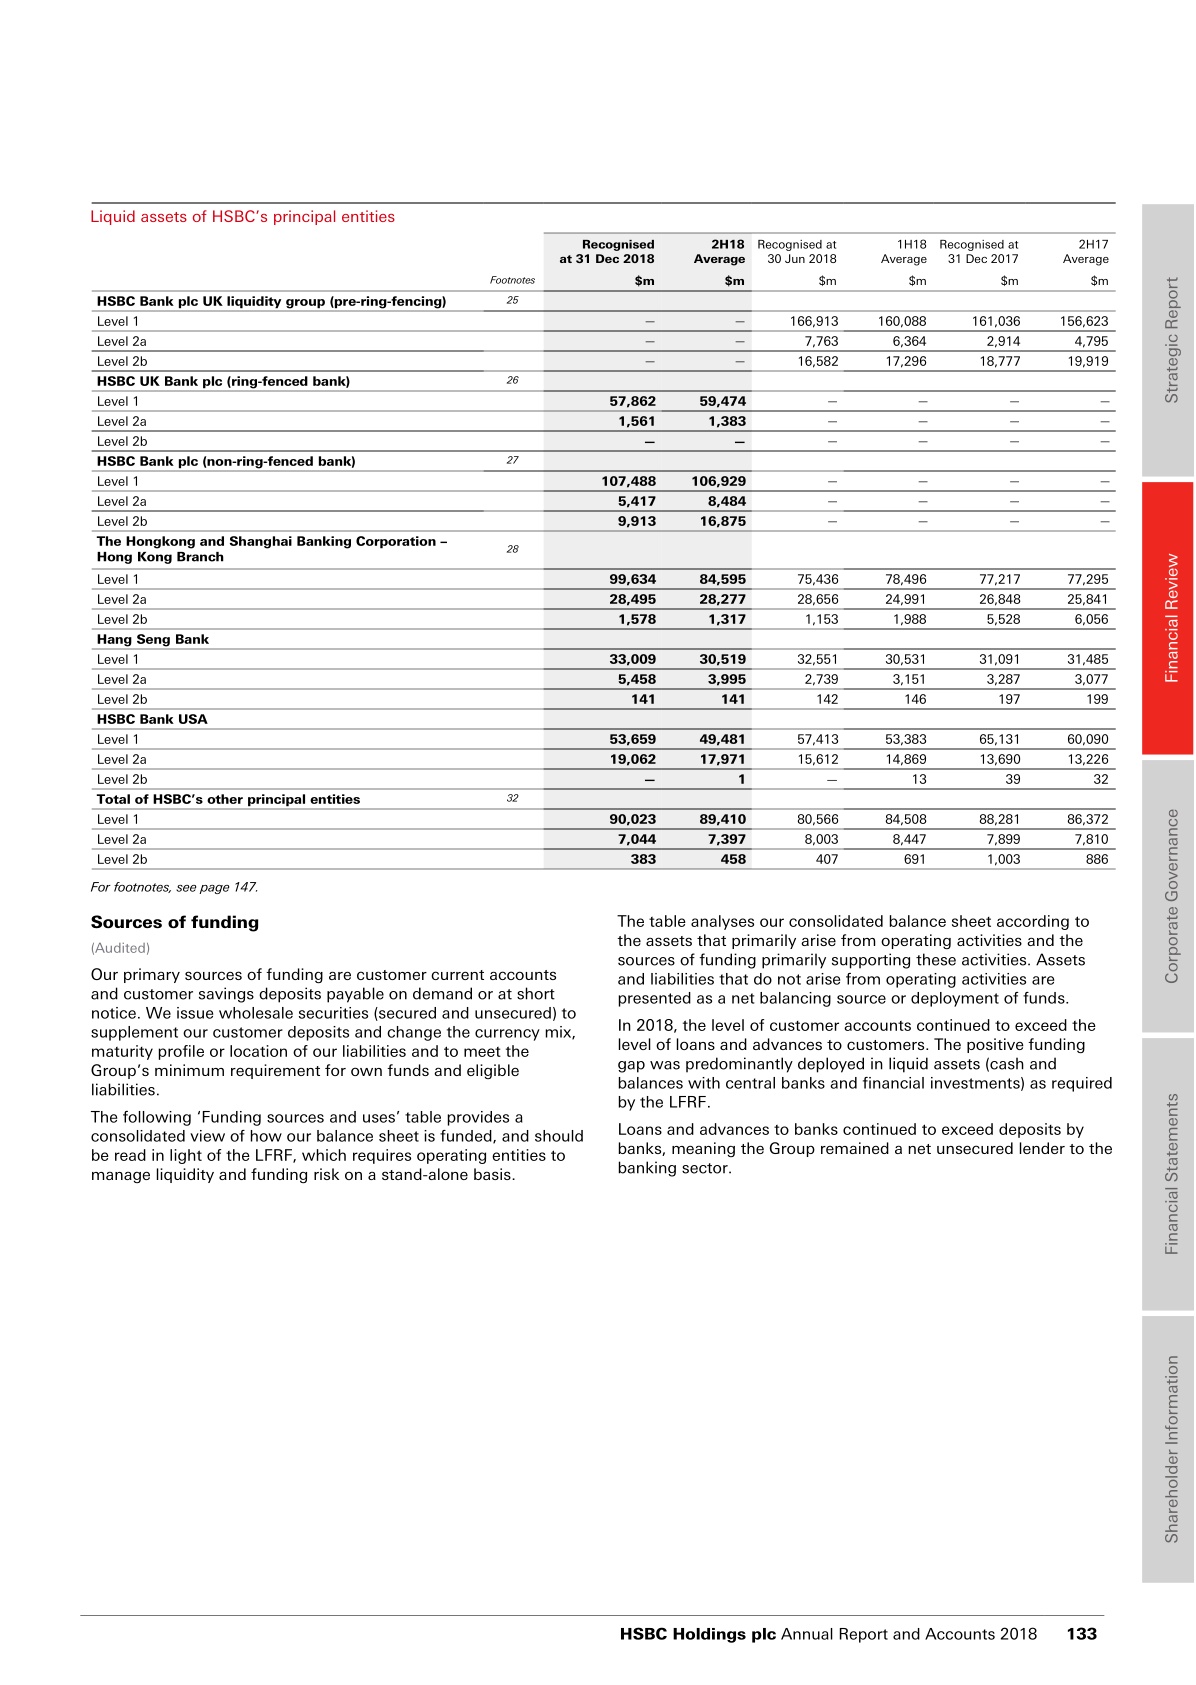 Liquid assets of HSBC's principal entities
Recognised at 31 Dec 2018 2H18 Average Recognised at 30 Jun 2018 1H18 Average Recognised at 31 Dec 2017 2H17 Average
Footnotes $m $m $m $m $m $m
HSBC Bank plc UK liquidity group (pre-ring-fencing) 25
Level 1 – – 166,913 160,088 161,036 156,623
Level 2a – – 7,763 6,364 2,914 4,795
Level 2b – – 16,582 17,296 18,777 19,919
HSBC UK Bank plc (ring-fenced bank) 26
Level 1 57,862 59,474 – – – –
Level 2a 1,561 1,383 – – – –
Level 2b – – – – – –
HSBC Bank plc (non-ring-fenced bank) 27
Level 1 107,488 106,929 – – – –
Level 2a 5,417 8,484 – – – –
Level 2b 9,913 16,875 – – – –
The Hongkong and Shanghai Banking Corporation –
Hong Kong Branch 28
Level 1 99,634 84,595 75,436 78,496 77,217 77,295
Level 2a 28,495 28,277 28,656 24,991 26,848 25,841
Level 2b 1,578 1,317 1,153 1,988 5,528 6,056
Hang Seng Bank
Level 1 33,009 30,519 32,551 30,531 31,091 31,485
Level 2a 5,458 3,995 2,739 3,151 3,287 3,077
Level 2b 141 141 142 146 197 199
HSBC Bank USA
Level 1 53,659 49,481 57,413 53,383 65,131 60,090
Level 2a 19,062 17,971 15,612 14,869 13,690 13,226
Level 2b – 1 – 13 39 32
Total of HSBC's other principal entities 32
Level 1 90,023 89,410 80,566 84,508 88,281 86,372
Level 2a 7,044 7,397 8,003 8,447 7,899 7,810
Level 2b 383 458 407 691 1,003 886
For footnotes, see page 147.
Sources of funding
(Audited)
Our primary sources of funding are customer current accounts
and customer savings deposits payable on demand or at short
notice. We issue wholesale securities (secured and unsecured) to
supplement our customer deposits and change the currency mix,
maturity profile or location of our liabilities and to meet the
Group's minimum requirement for own funds and eligible
liabilities.
The following 'Funding sources and uses' table provides a
consolidated view of how our balance sheet is funded, and should
be read in light of the LFRF, which requires operating entities to
manage liquidity and funding risk on a stand-alone basis.
The table analyses our consolidated balance sheet according to
the assets that primarily arise from operating activities and the
sources of funding primarily supporting these activities. Assets
and liabilities that do not arise from operating activities are
presented as a net balancing source or deployment of funds.
In 2018, the level of customer accounts continued to exceed the
level of loans and advances to customers. The positive funding
gap was predominantly deployed in liquid assets (cash and
balances with central banks and financial investments) as required
by the LFRF.
Loans and advances to banks continued to exceed deposits by
banks, meaning the Group remained a net unsecured lender to the
banking sector.
Strategic Report
Financial Review
Corporate Governance
Financial Statements
Shareholder Information
HSBC Holdings plc Annual Report and Accounts 2018 133